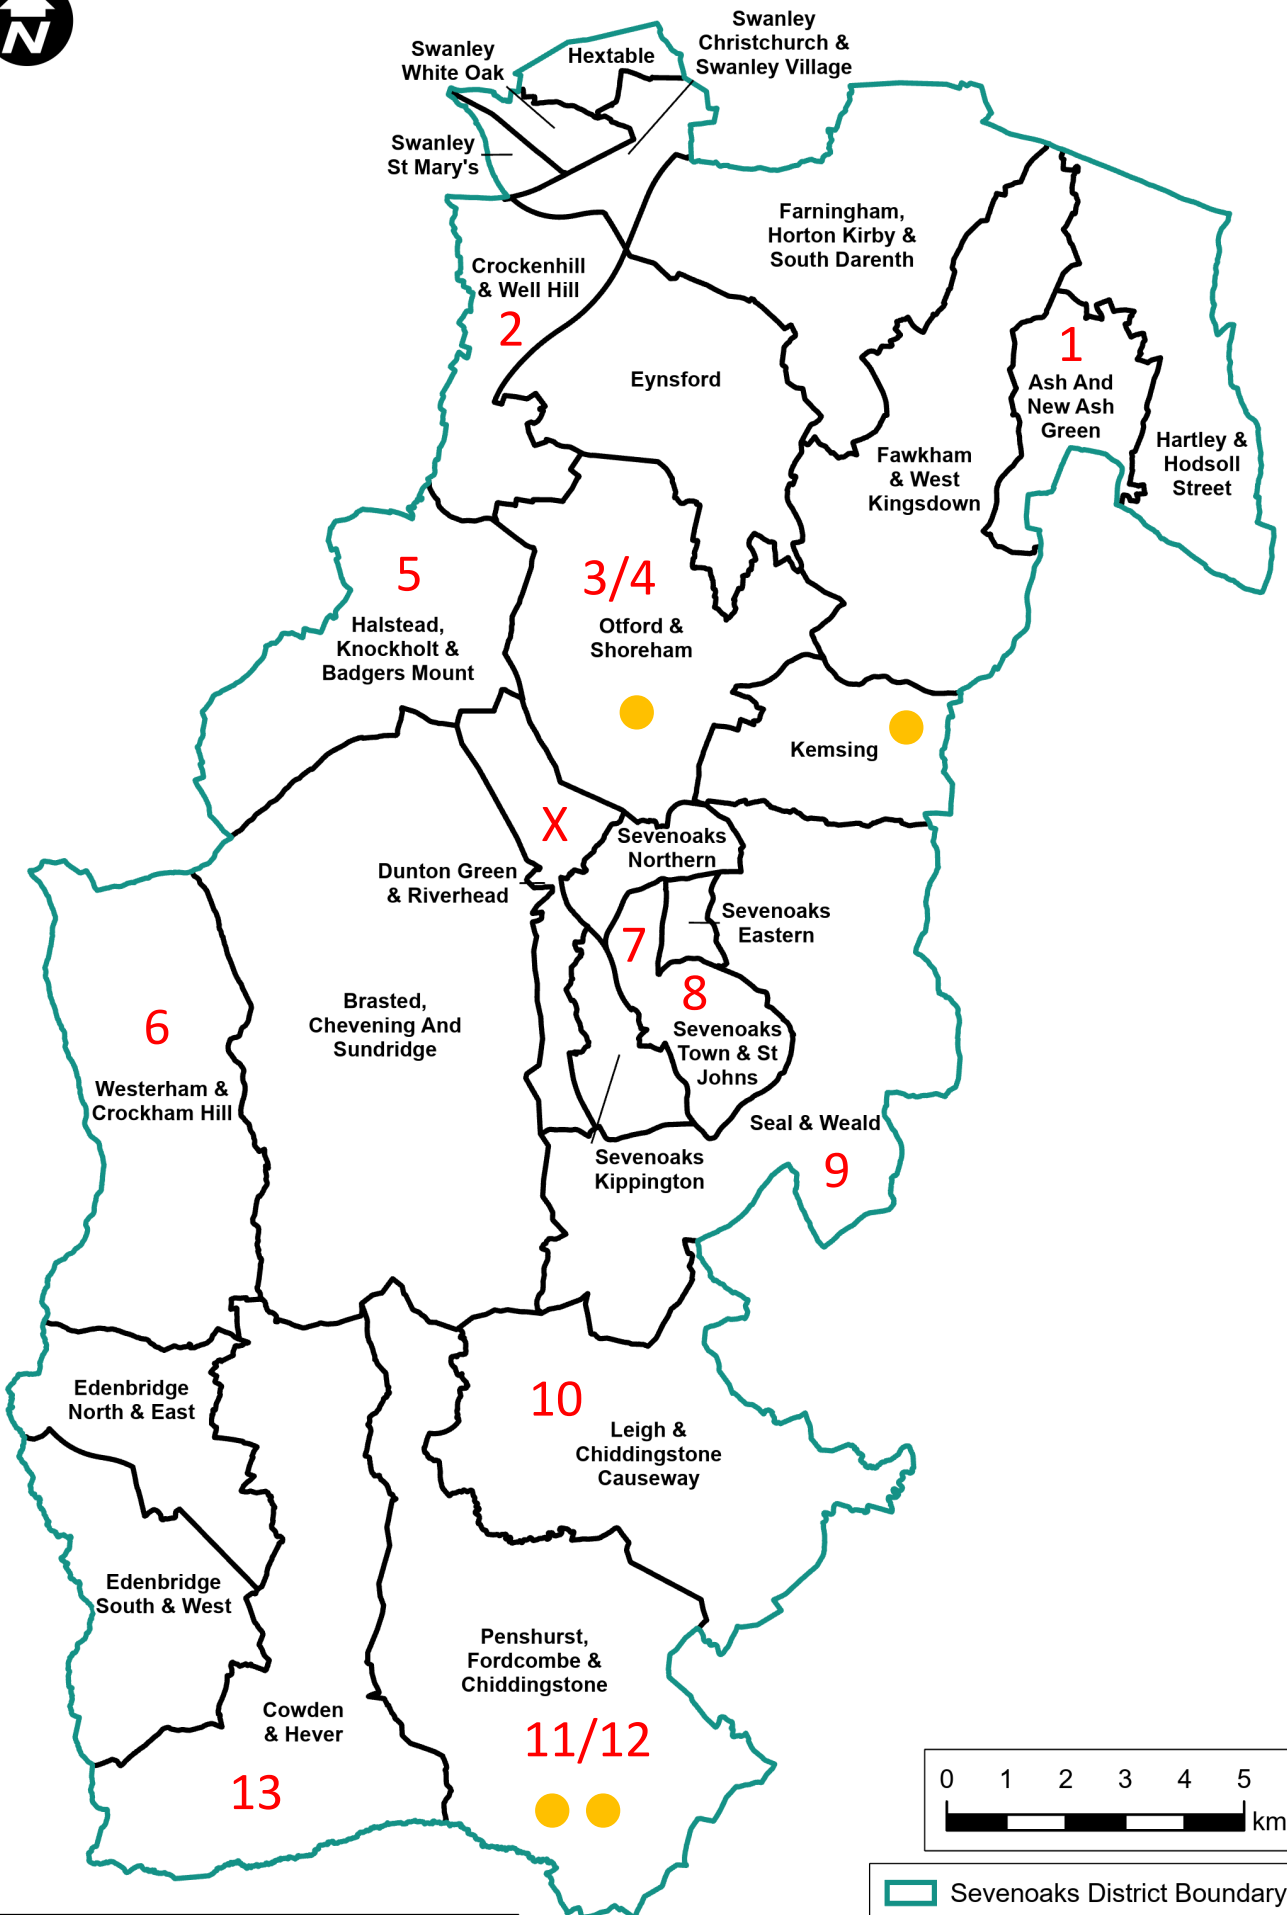 N
Swanley
Christchurch &
Swanley Village
Swanley
White Oak
Hextable
Swanley
St Mary's
Farningham,
Horton Kirby &
South Darenth
Crockenhill
& Well Hill
2
1
Eynsford
Ash And
New Ash
Green
Hartley &
Hodsoll
Street
Fawkham
& West
Kingsdown
5
3/4
Halstead,
Knockholt &
Badgers Mount
Otford &
Shoreham
Kemsing
X
Sevenoaks
Northern
Dunton Green
& Riverhead
Sevenoaks
Eastern
7
8
6
Brasted,
Chevening And
Sundridge
Sevenoaks
Town & St
Johns
Westerham &
Crockham Hill
Seal & Weald
9
Sevenoaks
Kippington
Edenbridge
North & East
10
Leigh &
Chiddingstone
Causeway
Edenbridge
South & West
Penshurst,
Fordcombe &
Chiddingstone
Cowden
& Hever
11/12
13
0 1 2 3 4 5
km
Sevenoaks District Boundary